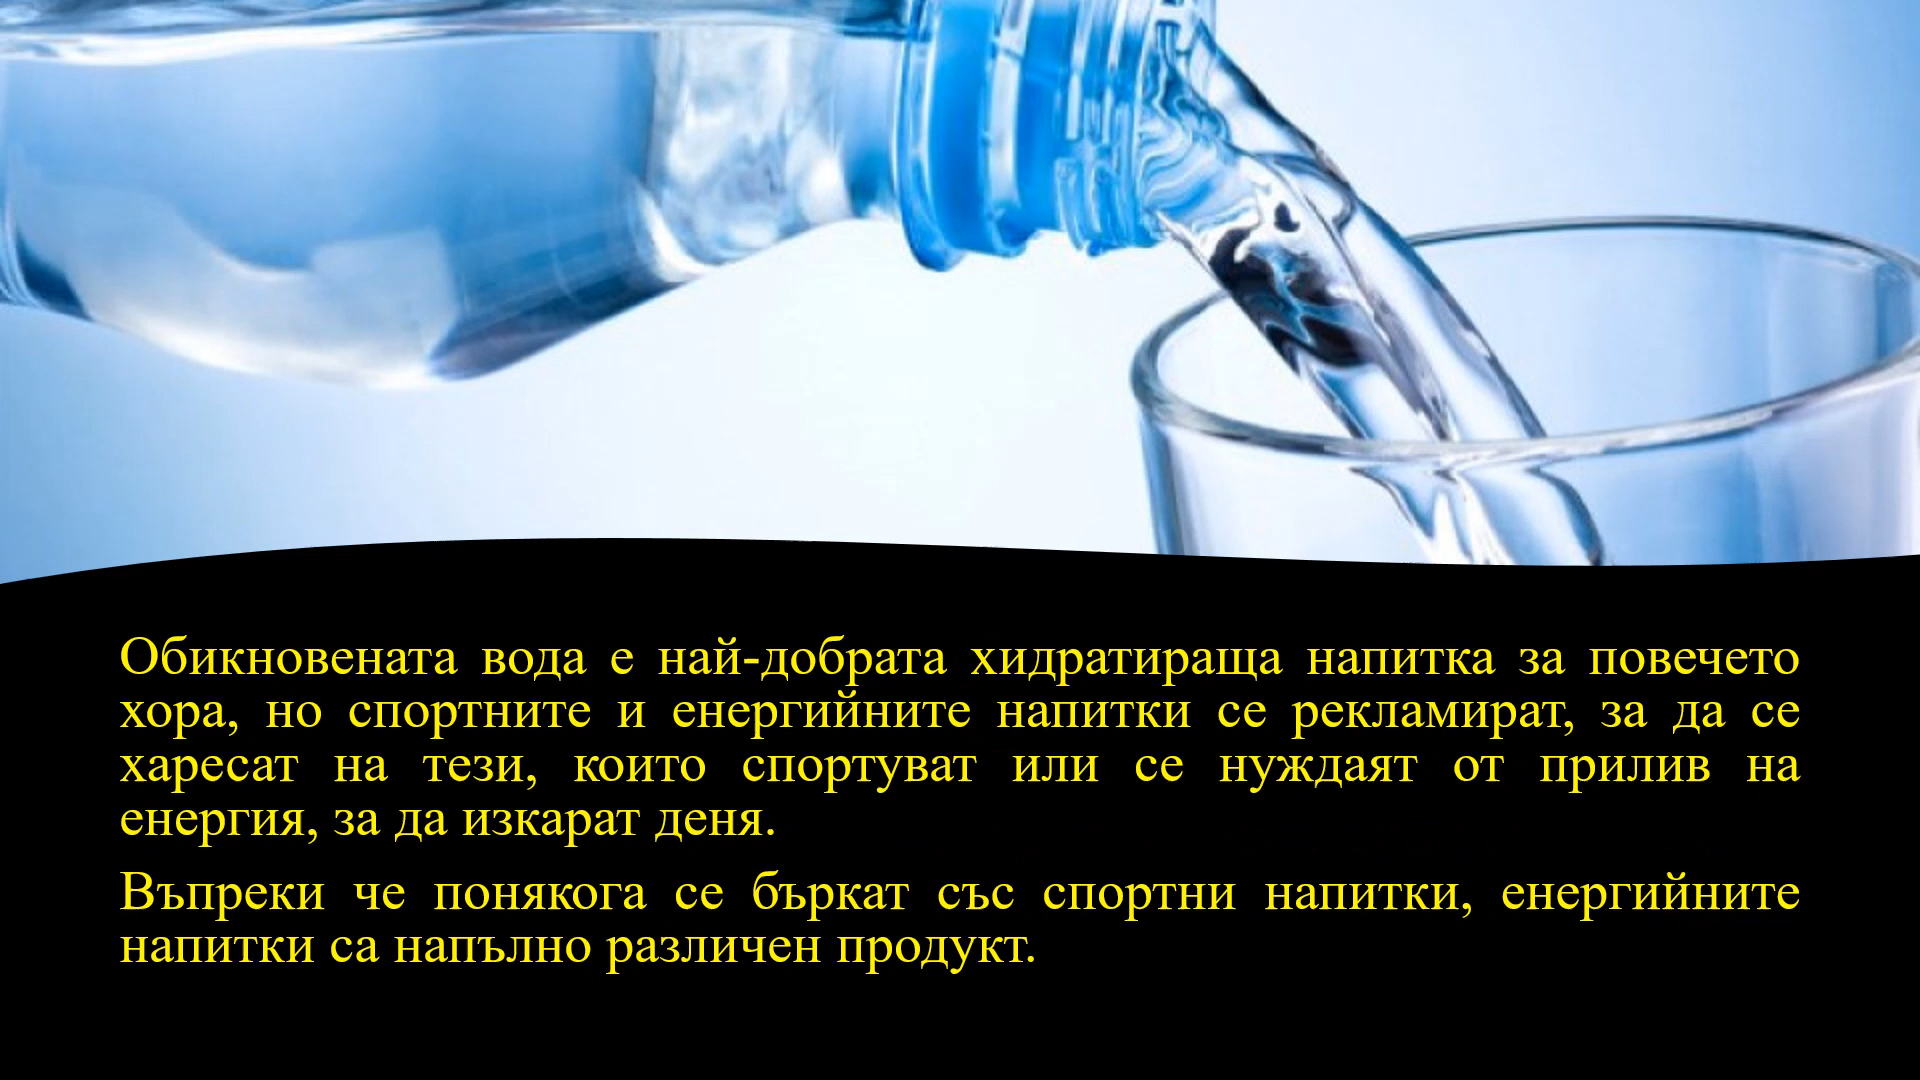 Обикновената вода е най-добрата хидратираща напитка за повечето
хора, но спортните и енергийните напитки се рекламират, за да се
харесат на тези, които спортуват или се нуждаят от прилив на
енергия, за да изкарат деня.
Въпреки че понякога се бъркат със спортни напитки, енергийните
напитки са напълно различен продукт.